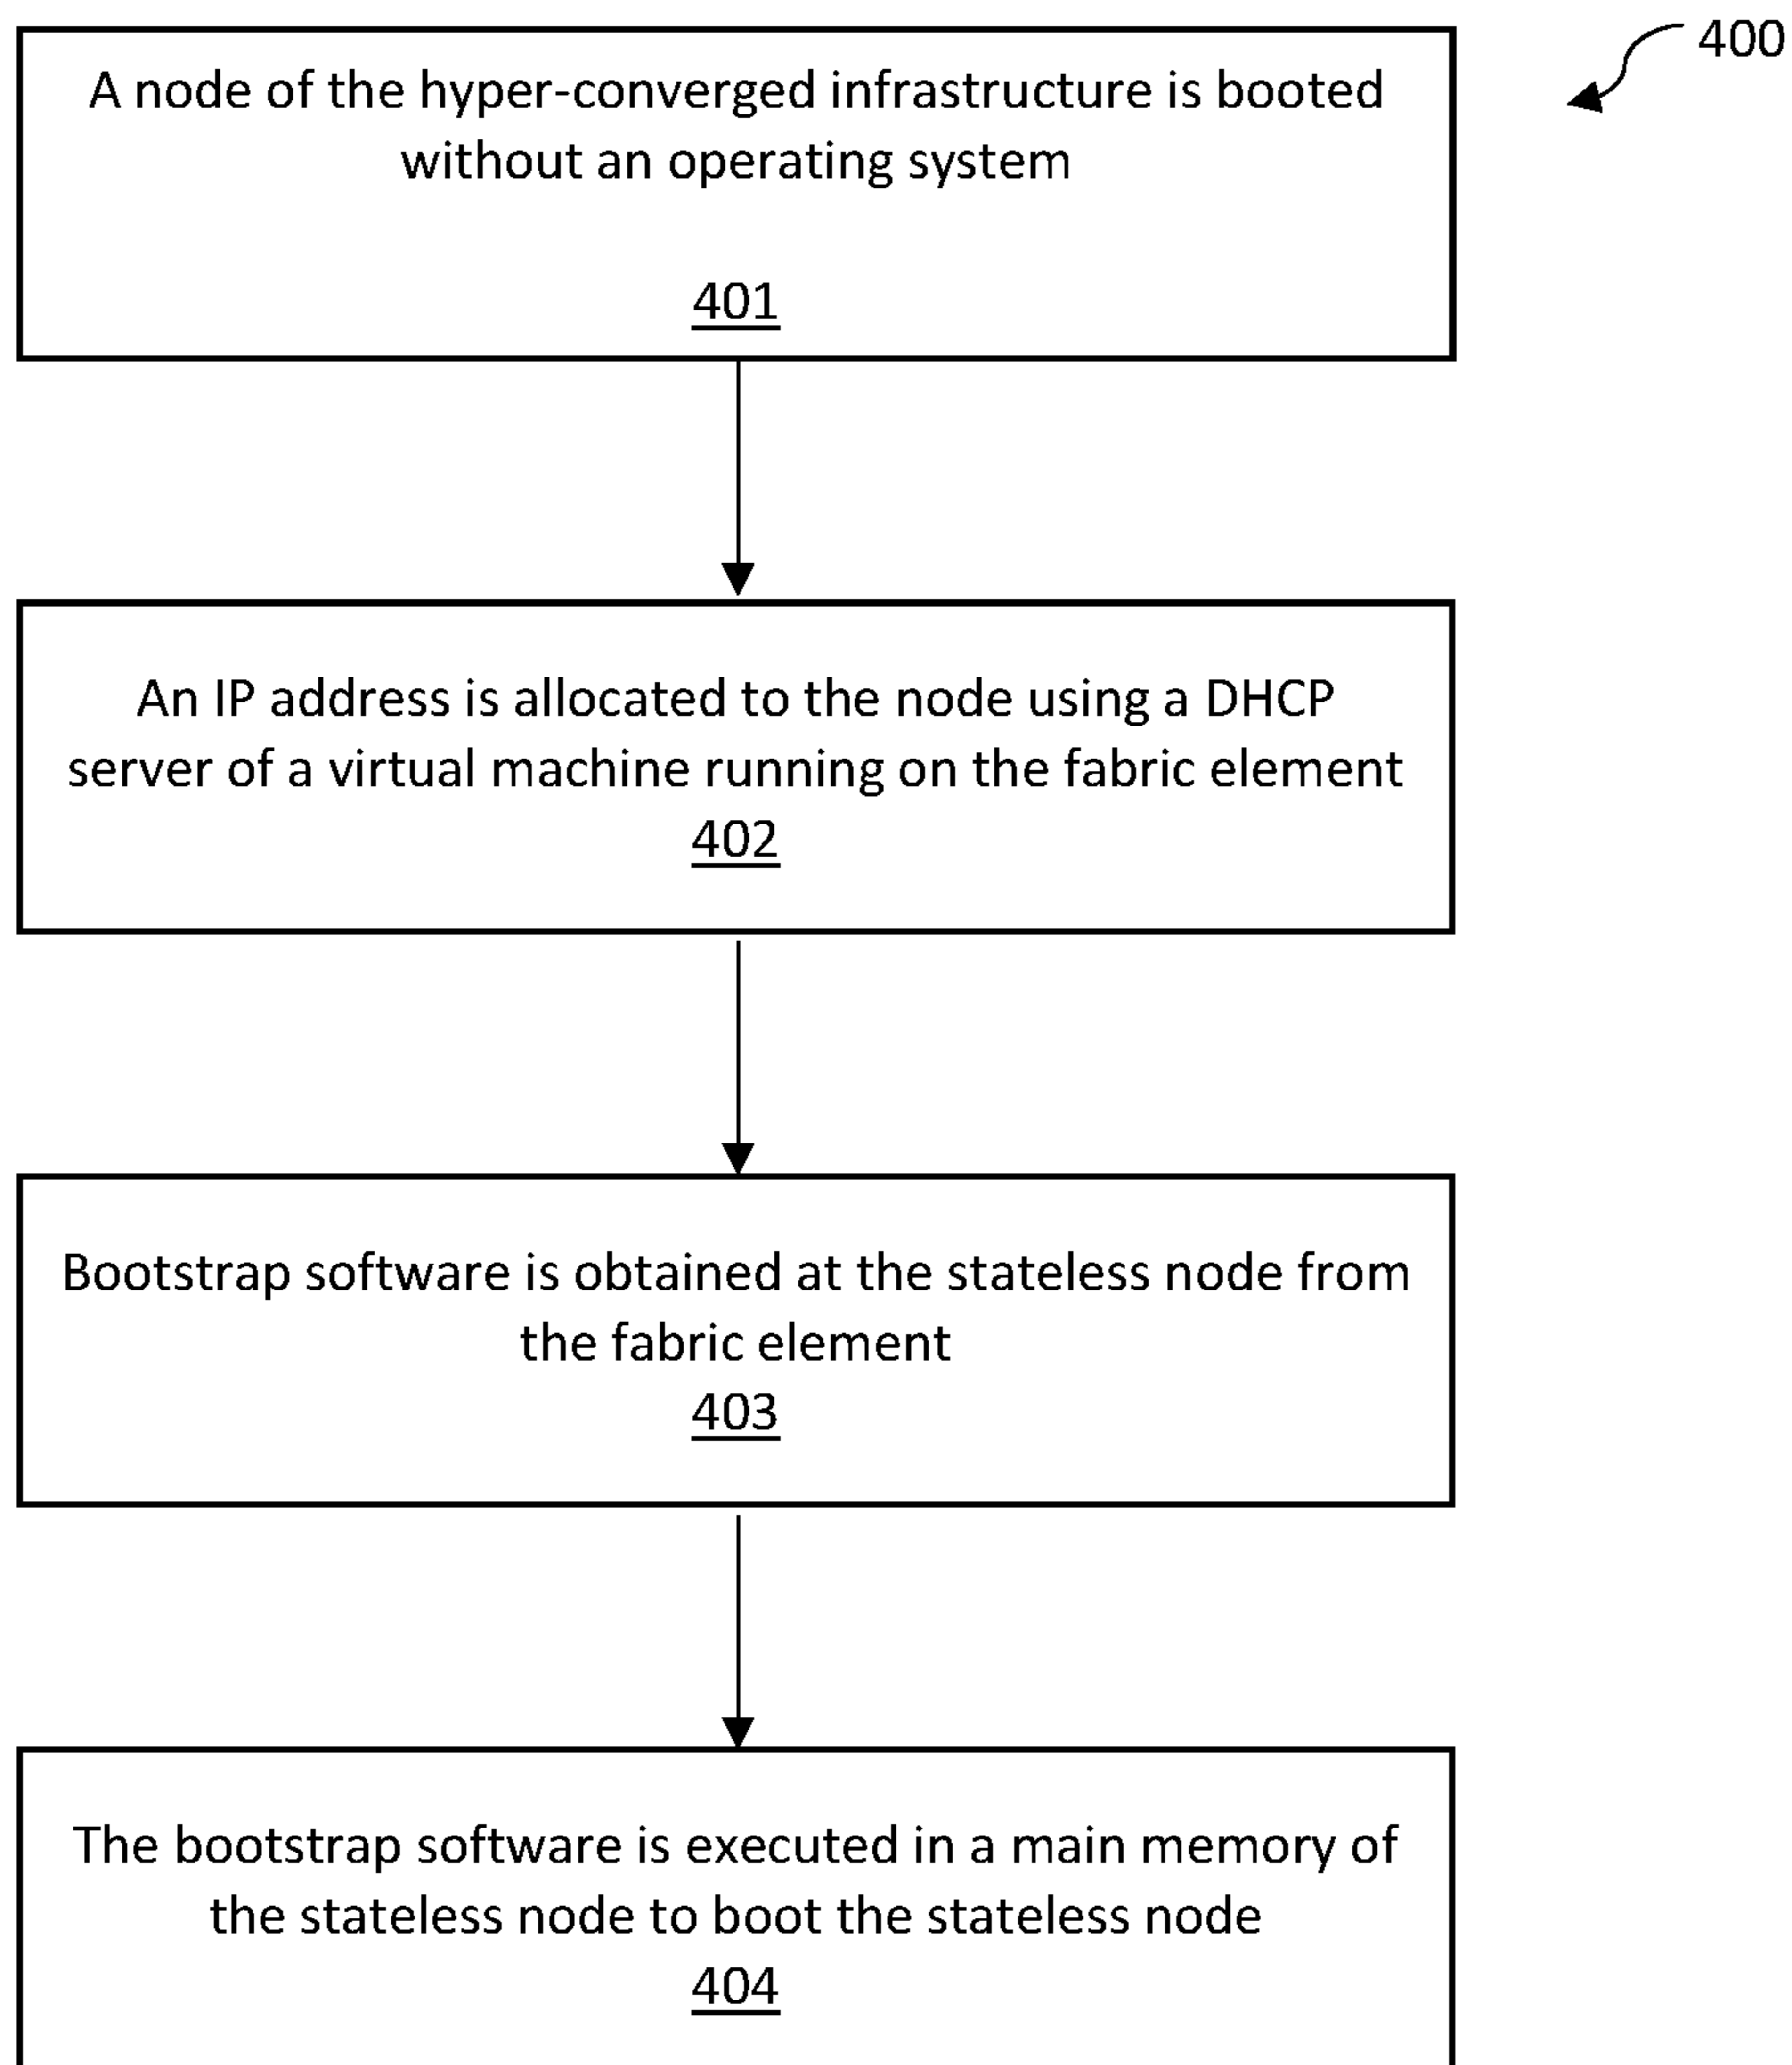 400
A node of the hyper-converged infrastructure is booted
without an operating system
401
An IP address is allocated to the node using a DHCP
server of a virtual machine running on the fabric element
402
Bootstrap software is obtained at the stateless node from
the fabric element
403
The bootstrap software is executed in a main memory of
the stateless node to boot the stateless node
404